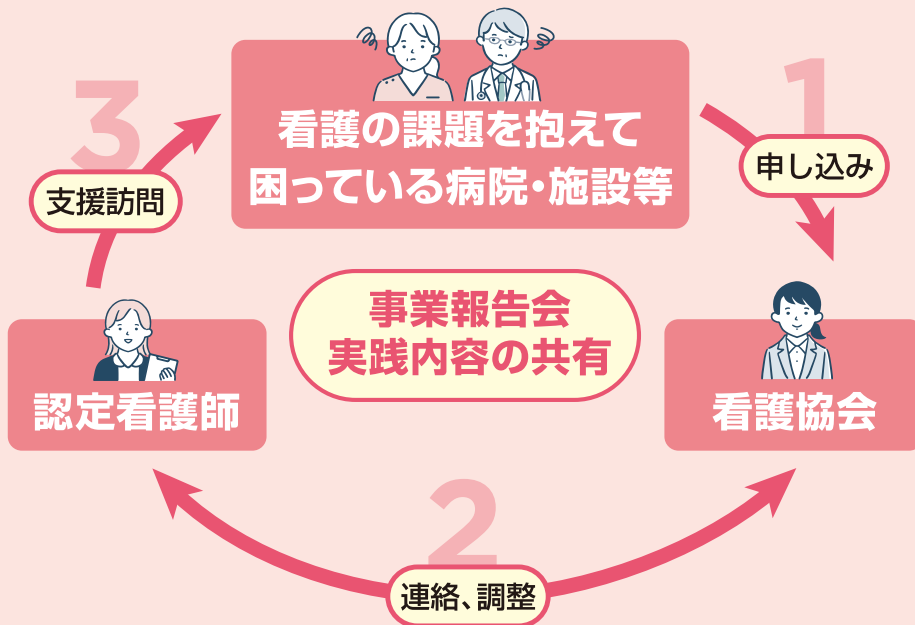 看護の課題を抱えて
困っている病院・施設等
1
申し込み
3
支援訪問
事業報告会
実践内容の共有
認定看護師
看護協会
2
連絡、調整